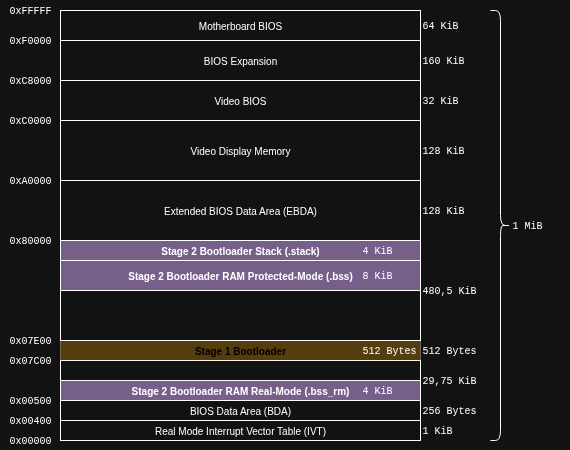 0xFFFFF
Motherboard BIOS 64 KiB
0xF0000
BIOS Expansion 160 KiB
0xC8000
Video BIOS 32 KiB
0xC0000
Video Display Memory 128 KiB
0xA0000
Extended BIOS Data Area (EBDA) 128 KiB
1 MiB
0x80000
Stage 2 Bootloader Stack (.stack) 4 KiB
Stage 2 Bootloader RAM Protected-Mode (.bss) 8 KiB
480,5 KiB
0x07E00
Stage 1 Bootloader 512 Bytes 512 Bytes
0x07C00
29,75 KiB
Stage 2 Bootloader RAM Real-Mode (.bss_rm) 4 KiB
0x00500
BIOS Data Area (BDA) 256 Bytes
0x00400
Real Mode Interrupt Vector Table (IVT) 1 KiB
0x00000